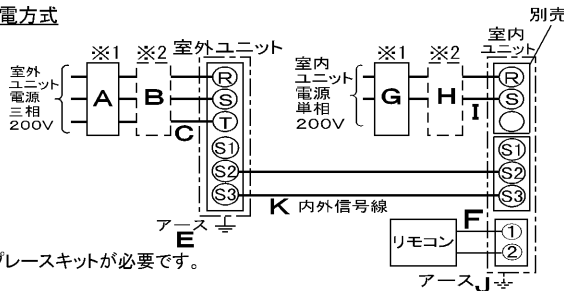 電方式
別売
※1 ※2 室外ユニット
室外
ユニット
電源
三相
200V
A
B
C
R
S
T
S1
S2
S3
アース
E
※1 ※2
室内
ユニット
室内
ユニット
電源
単相
200V
G
H
I
R
S
S1
S2
S3
K 内外信号線
F
リモコン
1
2
アース J
プレースキットが必要です。